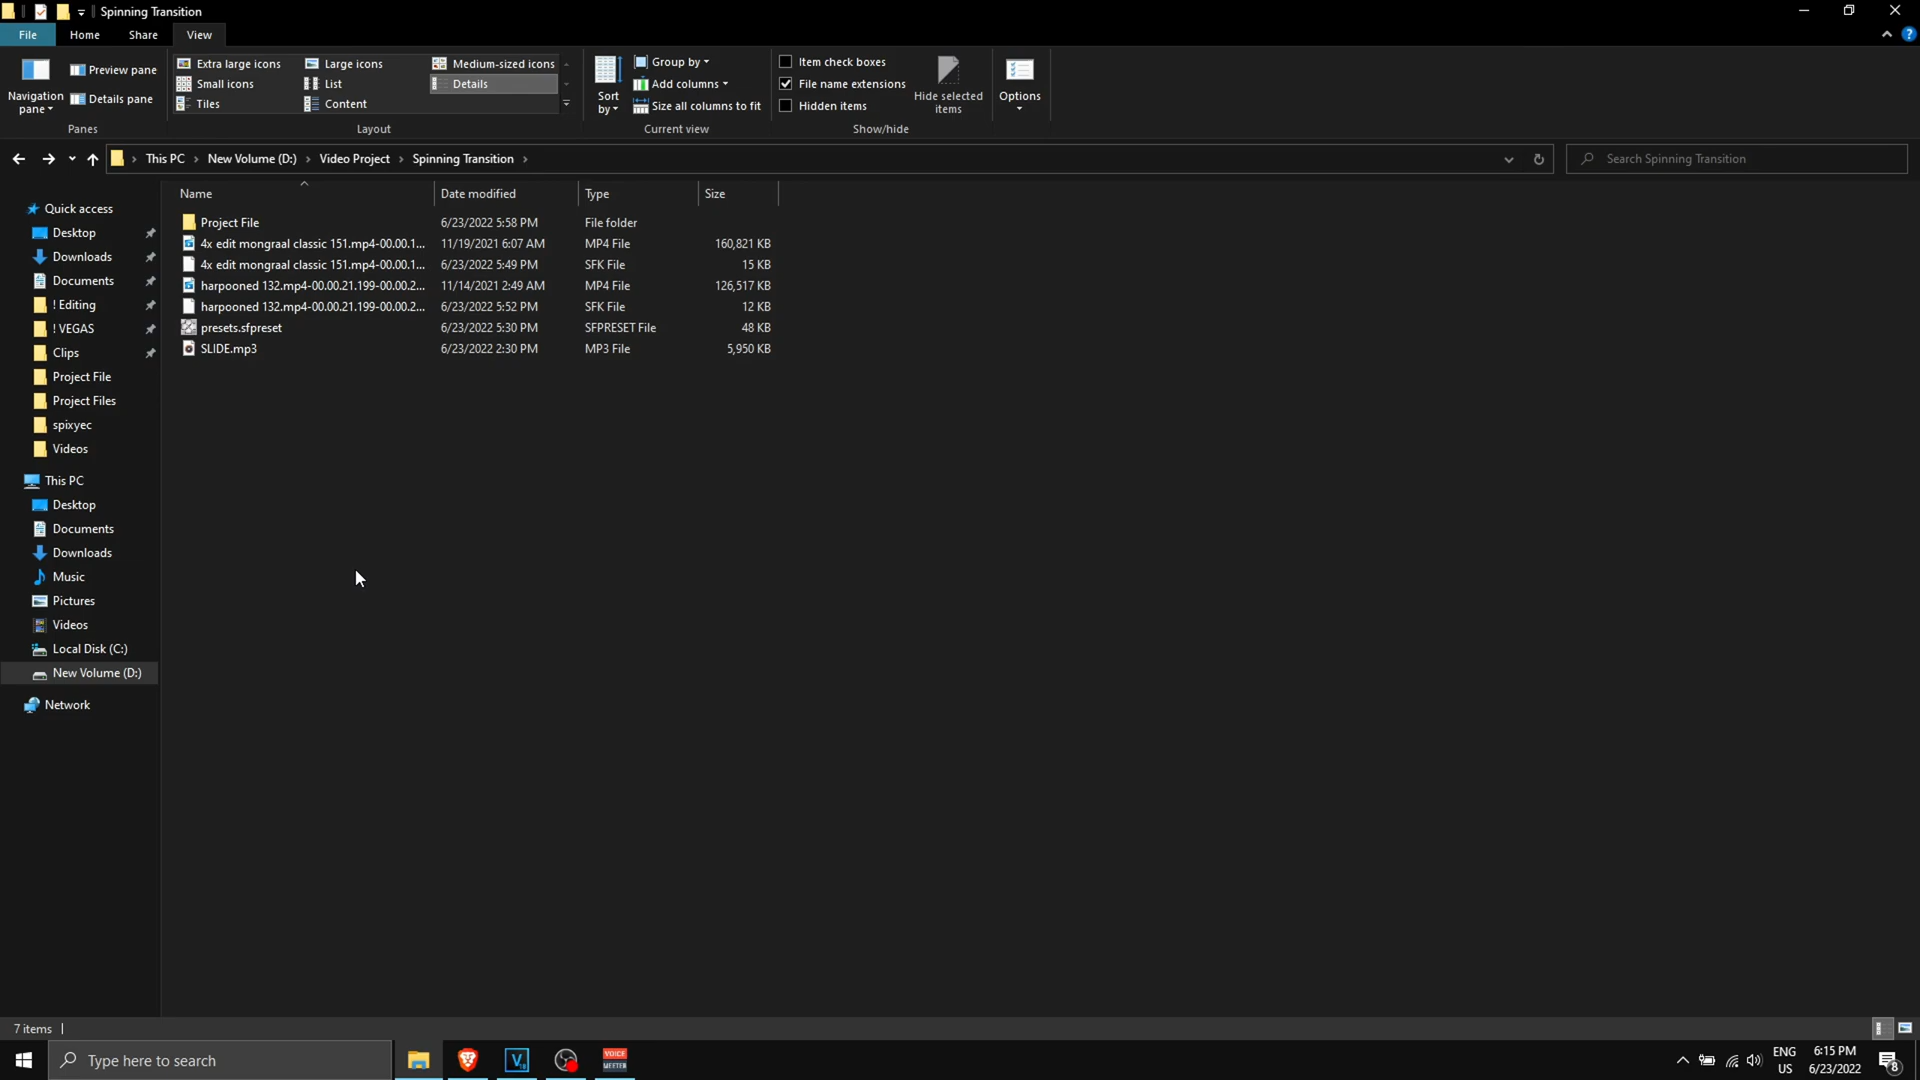 Spinning Transition
File Home Share View
Preview pane
Navigation pane
Details pane
Panes
Extra large icons Large icons Medium-sized icons
Small icons List Details
Tiles Content
Layout
Sort by
Group by
Add columns
Size all columns to fit
Current view
Item check boxes
File name extensions
Hidden items
Hide selected items
Show/hide
Options
This PC > New Volume (D:) > Video Project > Spinning Transition >
Search Spinning Transition
Name Date modified Type Size
Project File 6/23/2022 5:58 PM File folder
4x edit mongraal classic 151.mp4-00.00.1... 11/19/2021 6:07 AM MP4 File 160,821 KB
4x edit mongraal classic 151.mp4-00.00.1... 6/23/2022 5:49 PM SFK File 15 KB
harpooned 132.mp4-00.00.21.199-00.00.2... 11/14/2021 2:49 AM MP4 File 126,517 KB
harpooned 132.mp4-00.00.21.199-00.00.2... 6/23/2022 5:52 PM SFK File 12 KB
presets.sfpreset 6/23/2022 5:30 PM SFPRESET File 48 KB
SLIDE.mp3 6/23/2022 2:30 PM MP3 File 5,950 KB
Quick access
Desktop
Downloads
Documents
! Editing
! VEGAS
Clips
Project File
Project Files
spixyec
Videos
This PC
Desktop
Documents
Downloads
Music
Pictures
Videos
Local Disk (C:)
New Volume (D:)
Network
7 items
Type here to search
V
18
VOICE
MEETER
ENG
US
6:15 PM
6/23/2022
8